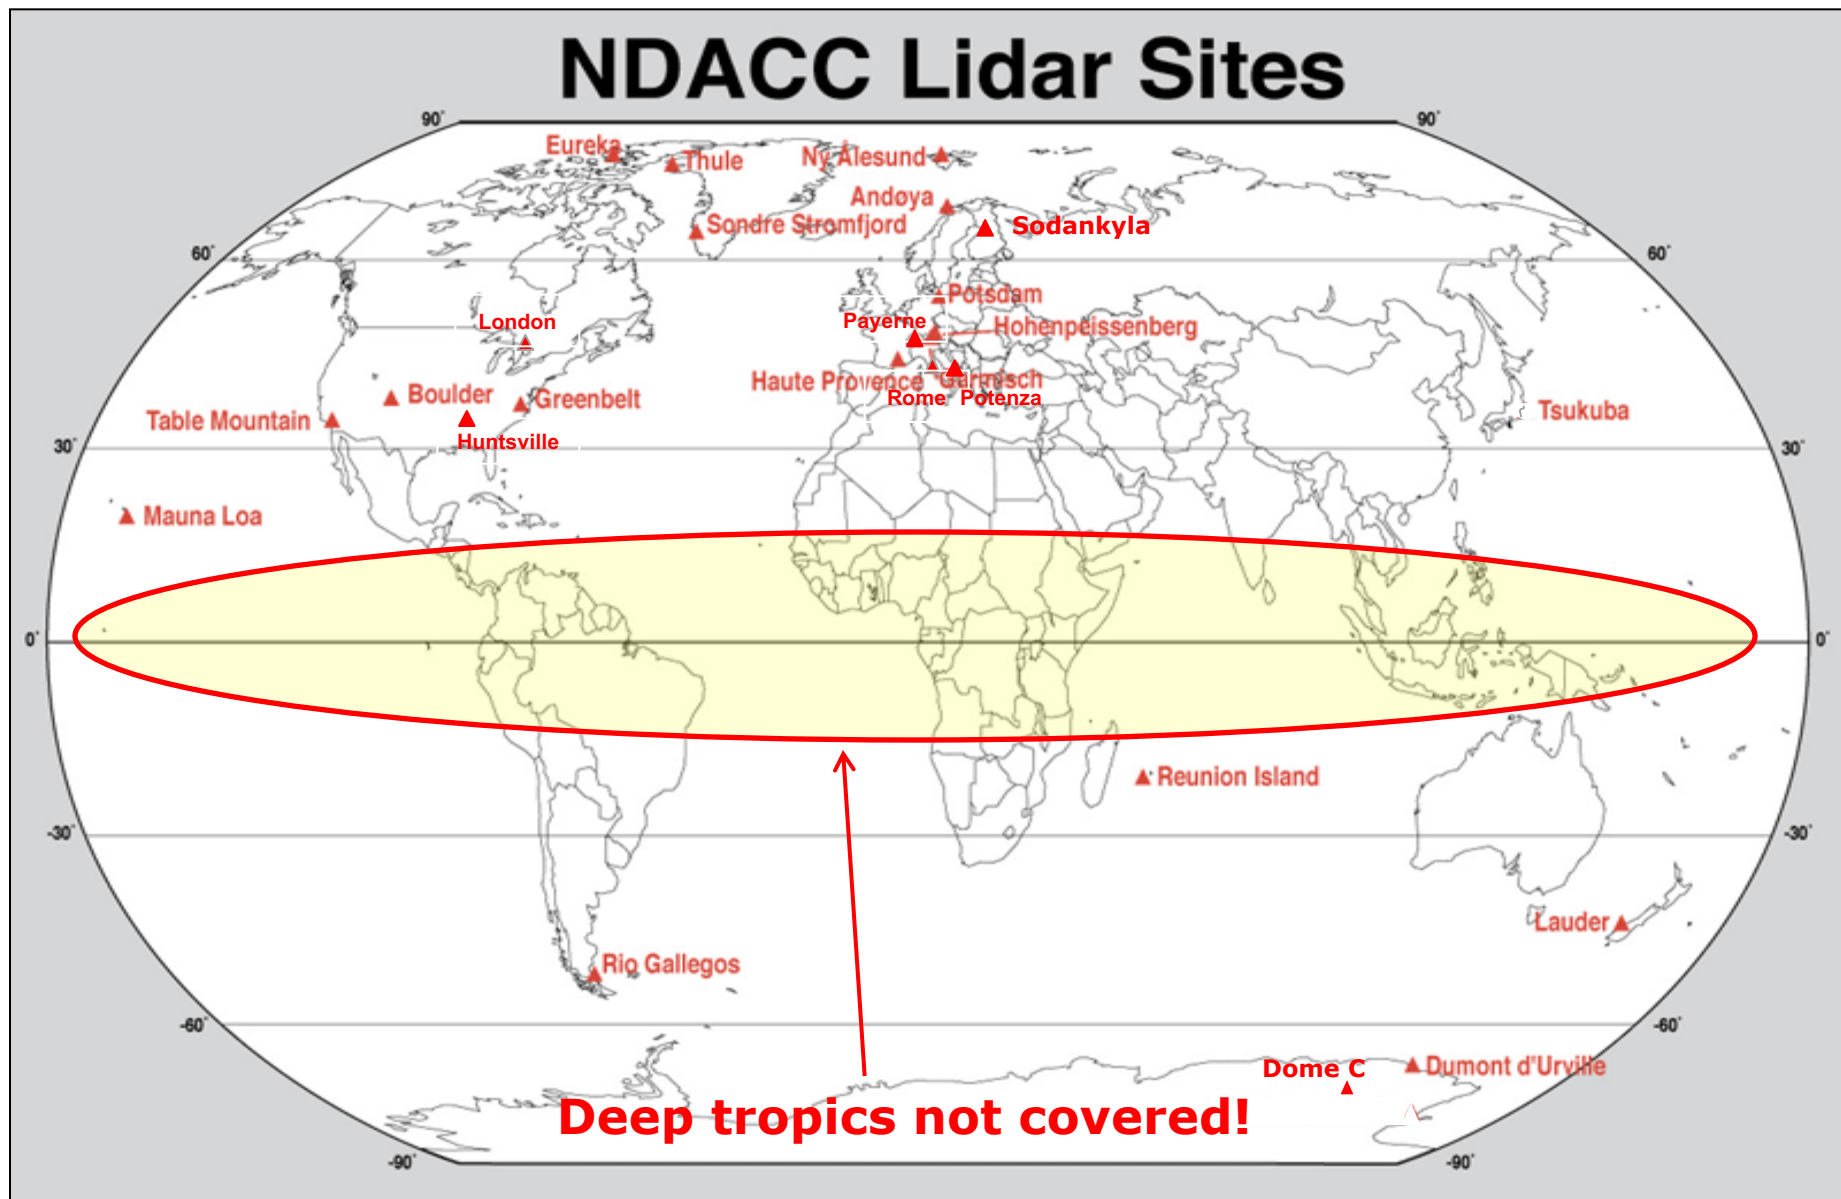 NDACC Lidar Sites
90° 90°
Eureka
Thule
Ny Ålesund
Andøya
Sondre Stromfjord
Sodankyla
60° 60°
Potsdam
London
Payerne
Hohenpeissenberg
Haute Provence
Garmisch
Rome
Potenza
Boulder
Greenbelt
Table Mountain
Huntsville
Tsukuba
30° 30°
Mauna Loa
0° 0°
Reunion Island
-30° -30°
Lauder
Rio Gallegos
-60° -60°
Dome C
Dumont d'Urville
Deep tropics not covered!
-90° -90°